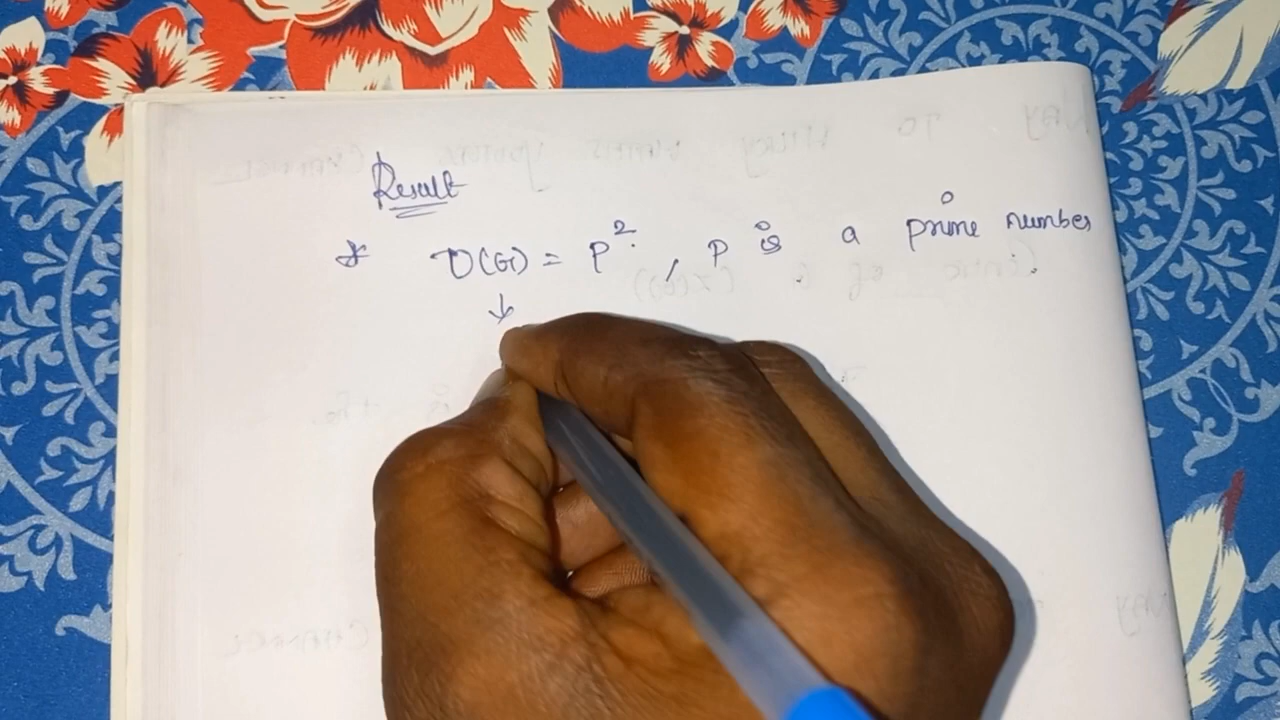 Result
* O(G) = p². , p is a prime number.
↓